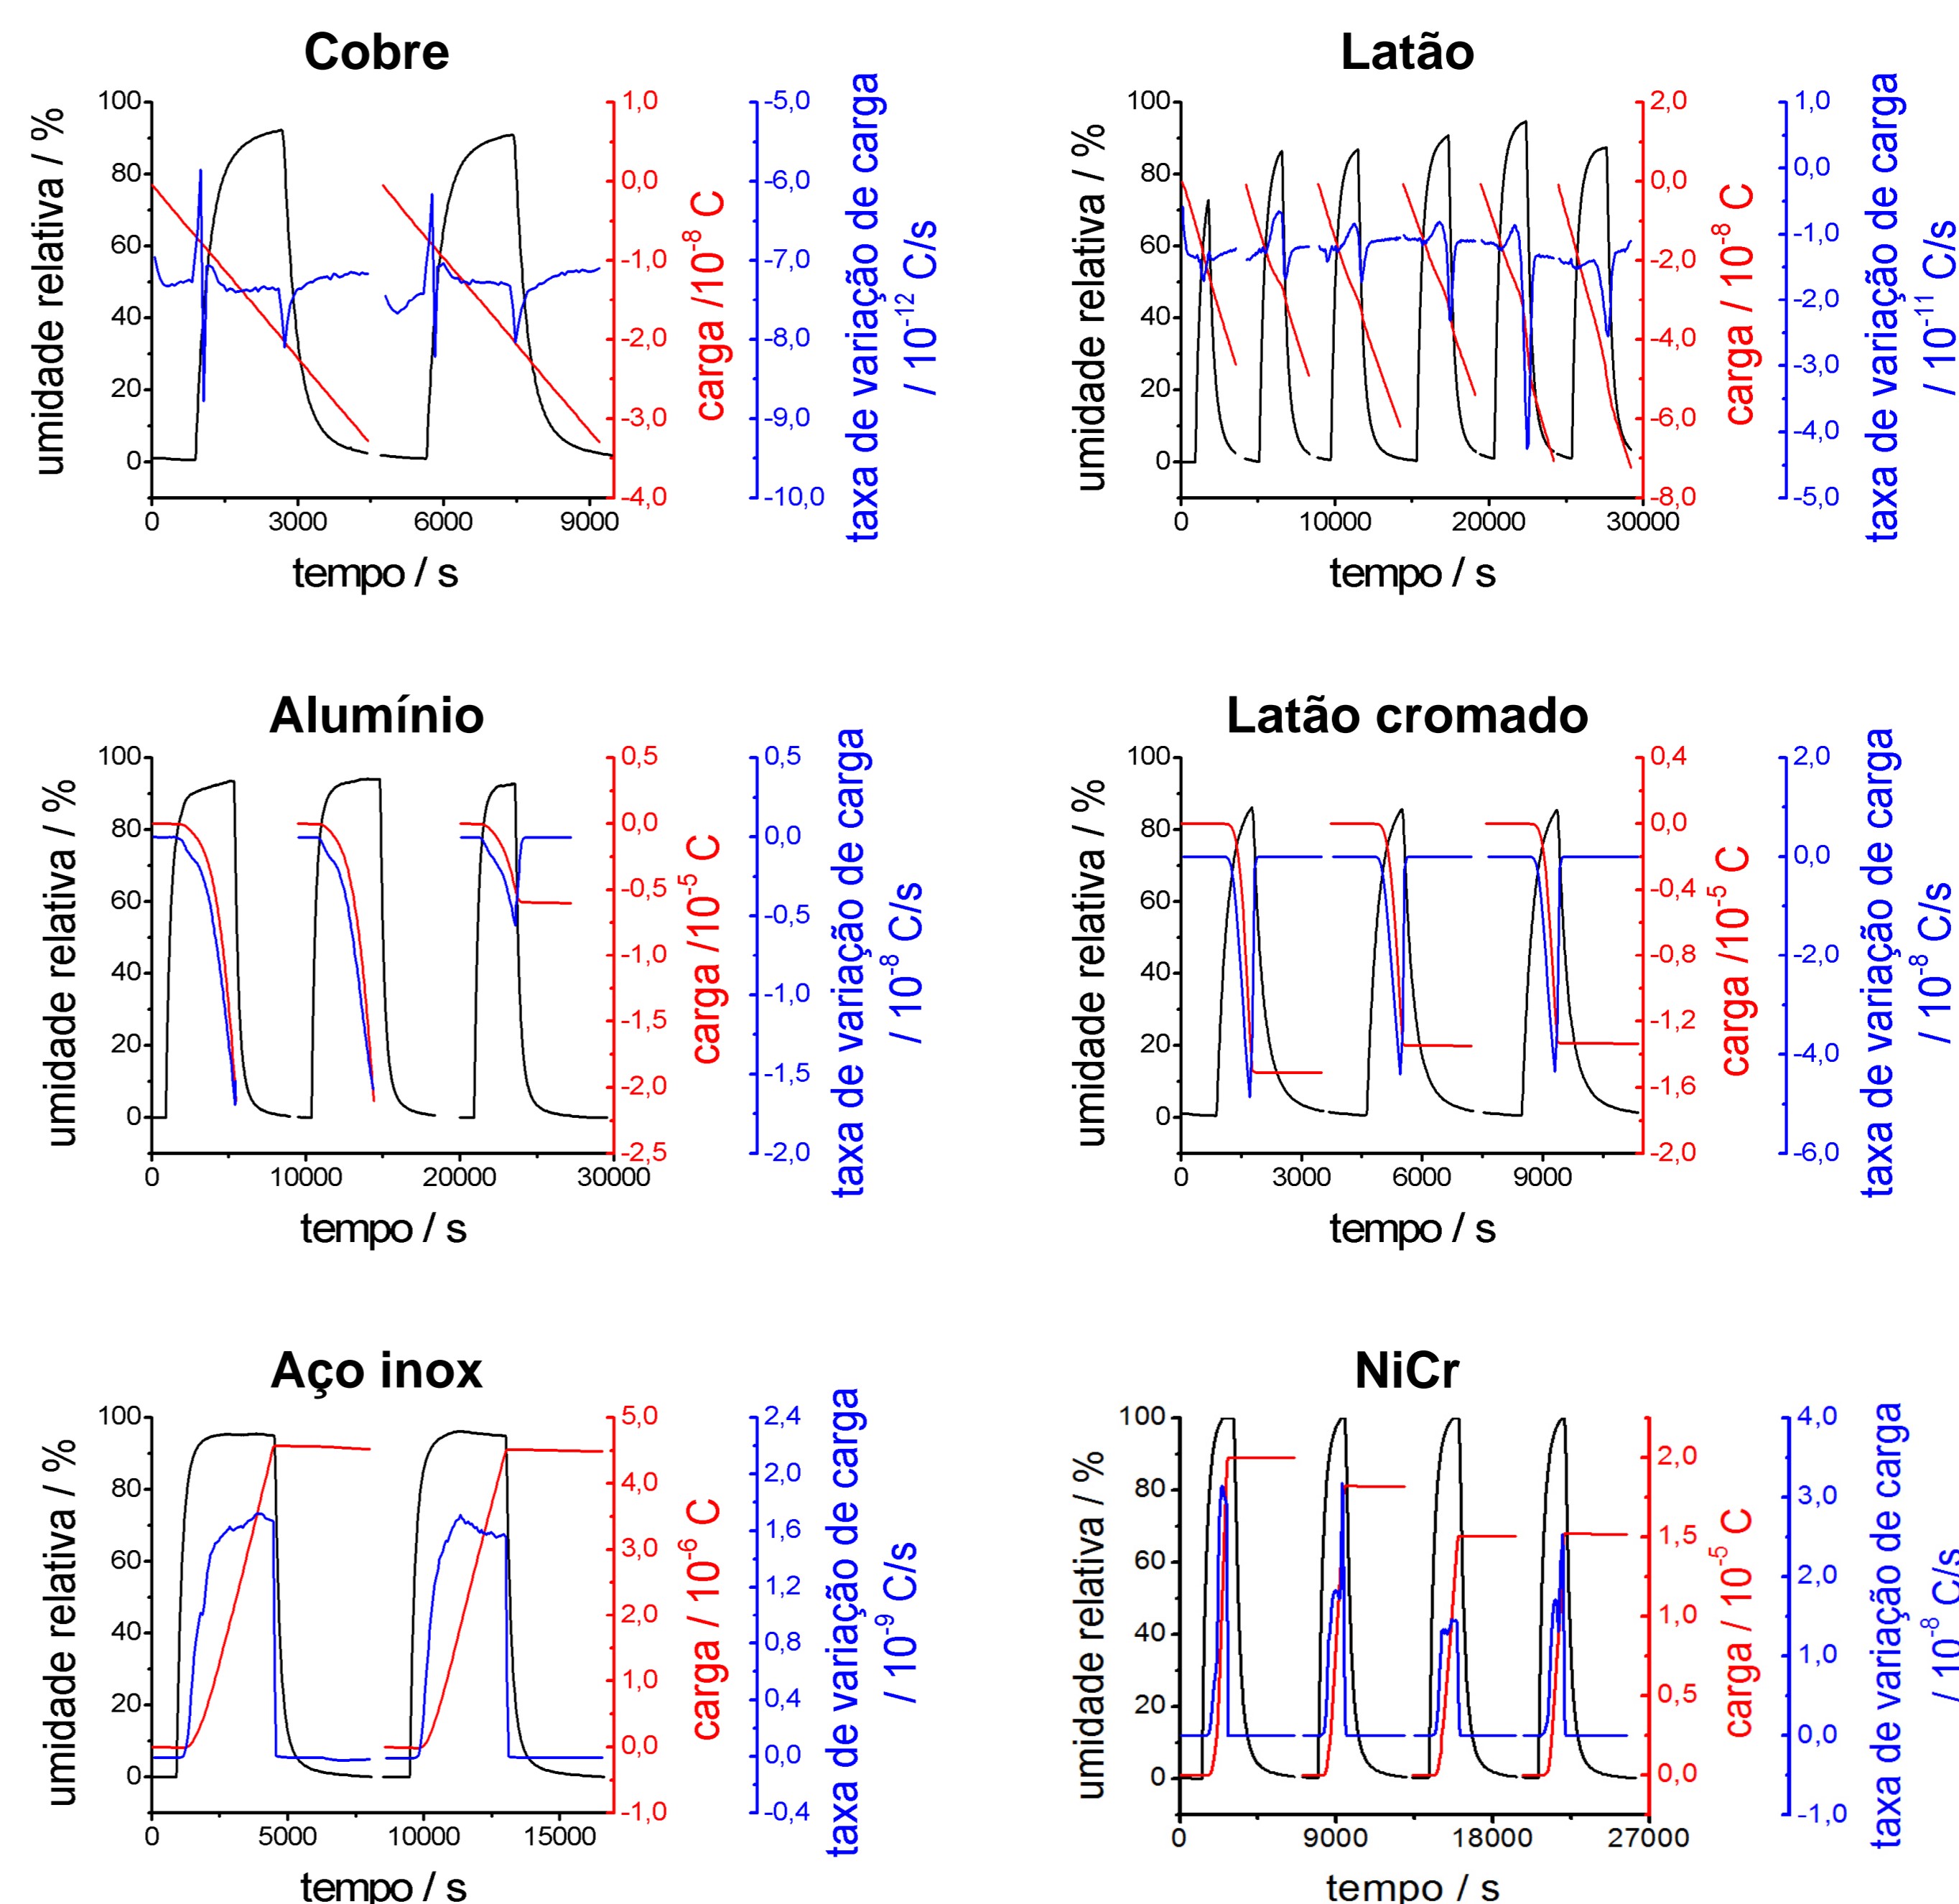 Cobre
umidade relativa / %
100
80
60
40
20
0
0 3000 6000 9000
tempo / s
1,0
0,0
-1,0
-2,0
-3,0
-4,0
carga /10-8 C
-5,0
-6,0
-7,0
-8,0
-9,0
-10,0
taxa de variação de carga
/ 10-12 C/s
Latão
umidade relativa / %
100
80
60
40
20
0
0 10000 20000 30000
tempo / s
2,0
0,0
-2,0
-4,0
-6,0
-8,0
carga / 10-8 C
1,0
0,0
-1,0
-2,0
-3,0
-4,0
-5,0
taxa de variação de carga
/ 10-11 C/s
Alumínio
umidade relativa / %
100
80
60
40
20
0
0 10000 20000 30000
tempo / s
0,5
0,0
-0,5
-1,0
-1,5
-2,0
-2,5
carga /10-5 C
0,5
0,0
-0,5
-1,0
-1,5
-2,0
taxa de variação de carga
/ 10-8 C/s
Latão cromado
umidade relativa / %
100
80
60
40
20
0
0 3000 6000 9000
tempo / s
0,4
0,0
-0,4
-0,8
-1,2
-1,6
-2,0
carga /10-5 C
2,0
0,0
-2,0
-4,0
-6,0
taxa de variação de carga
/ 10-8 C/s
Aço inox
umidade relativa / %
100
80
60
40
20
0
0 5000 10000 15000
tempo / s
5,0
4,0
3,0
2,0
1,0
0,0
-1,0
carga / 10-6 C
2,4
2,0
1,6
1,2
0,8
0,4
0,0
-0,4
taxa de variação de carga
/ 10-9 C/s
NiCr
umidade relativa / %
100
80
60
40
20
0
0 9000 18000 27000
tempo / s
2,0
1,5
1,0
0,5
0,0
carga / 10-5 C
4,0
3,0
2,0
1,0
0,0
-1,0
taxa de variação de carga
/ 10-8 C/s